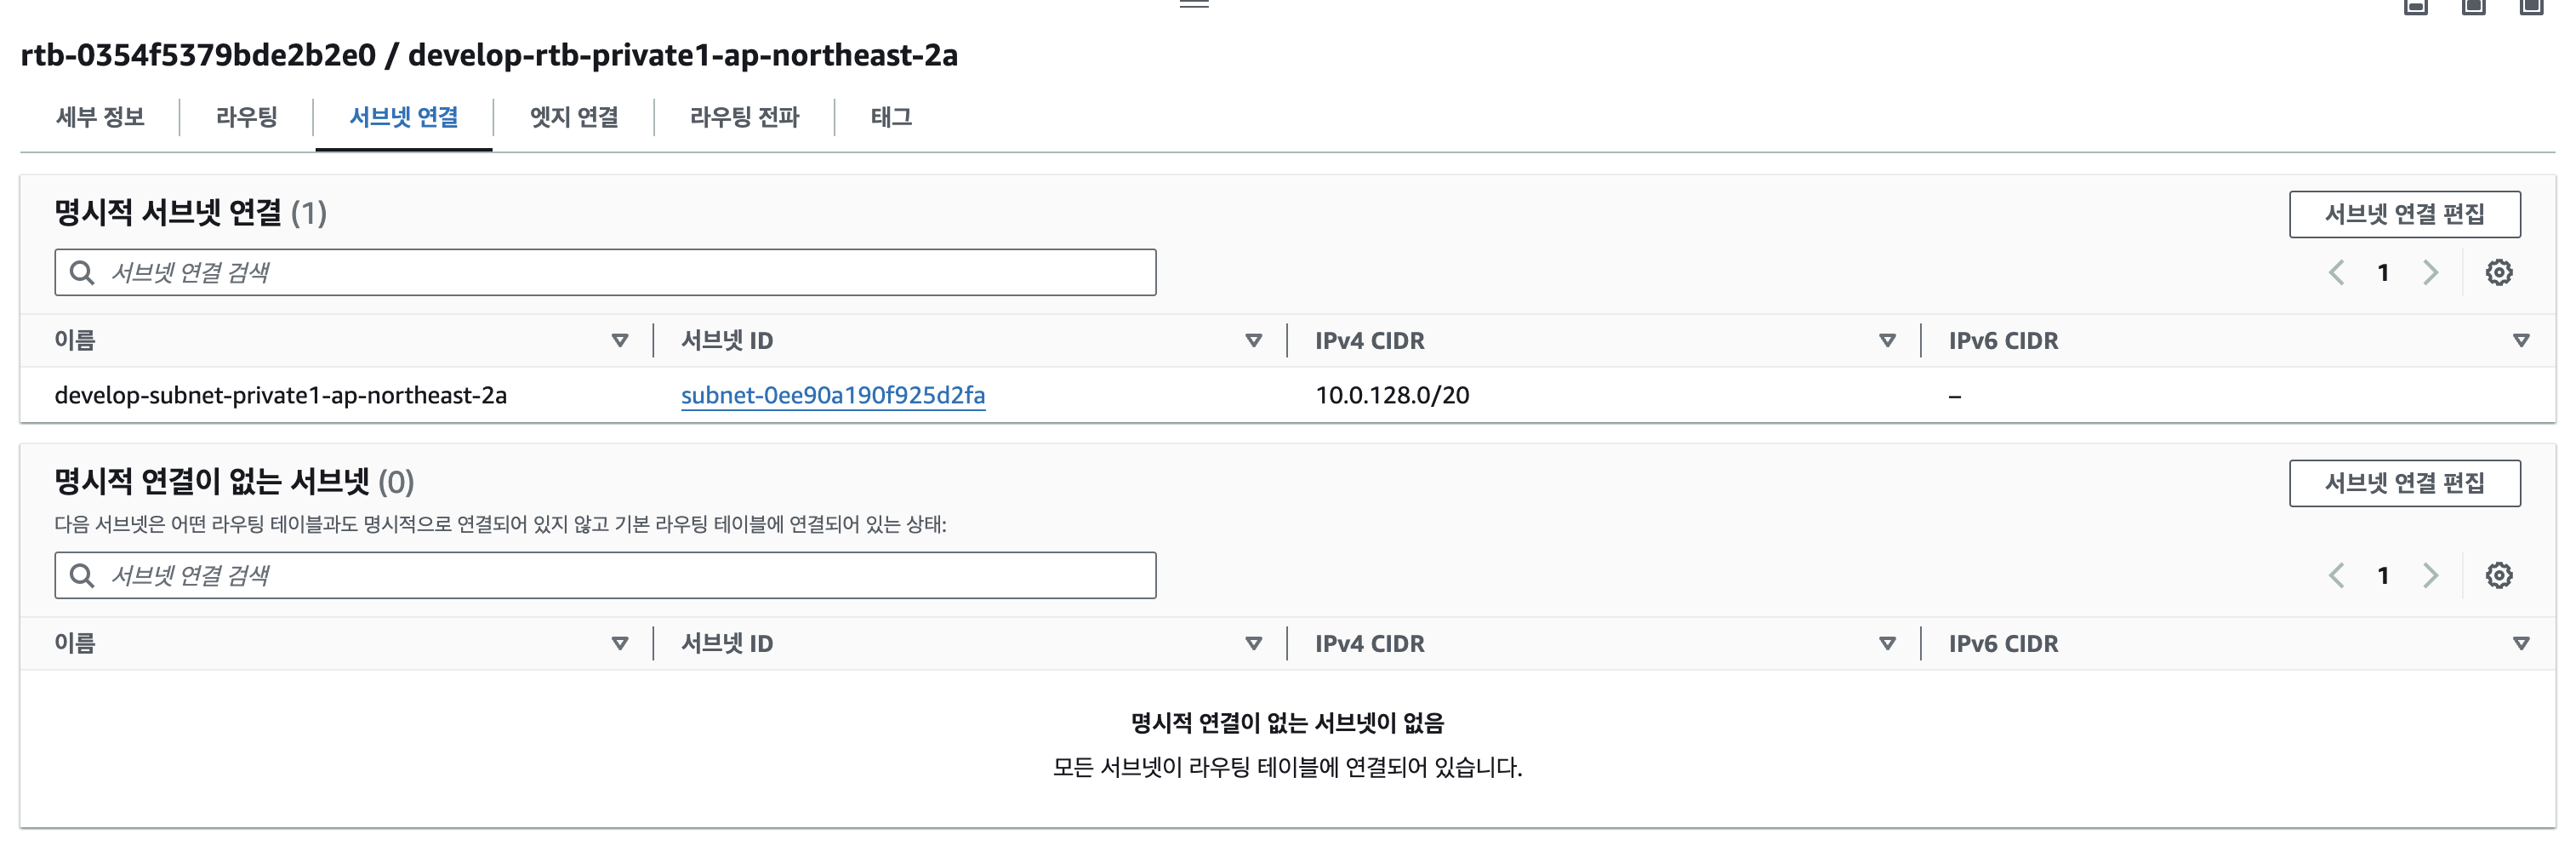 rtb-0354f5379bde2b2e0 / develop-rtb-private1-ap-northeast-2a
세부 정보 라우팅 서브넷 연결 엣지 연결 라우팅 전파 태그
명시적 서브넷 연결 (1) 서브넷 연결 편집
서브넷 연결 검색 1
이름 서브넷 ID IPv4 CIDR IPv6 CIDR
develop-subnet-private1-ap-northeast-2a subnet-0ee90a190f925d2fa 10.0.128.0/20 –
명시적 연결이 없는 서브넷 (0) 서브넷 연결 편집
다음 서브넷은 어떤 라우팅 테이블과도 명시적으로 연결되어 있지 않고 기본 라우팅 테이블에 연결되어 있는 상태:
서브넷 연결 검색 1
이름 서브넷 ID IPv4 CIDR IPv6 CIDR
명시적 연결이 없는 서브넷이 없음
모든 서브넷이 라우팅 테이블에 연결되어 있습니다.